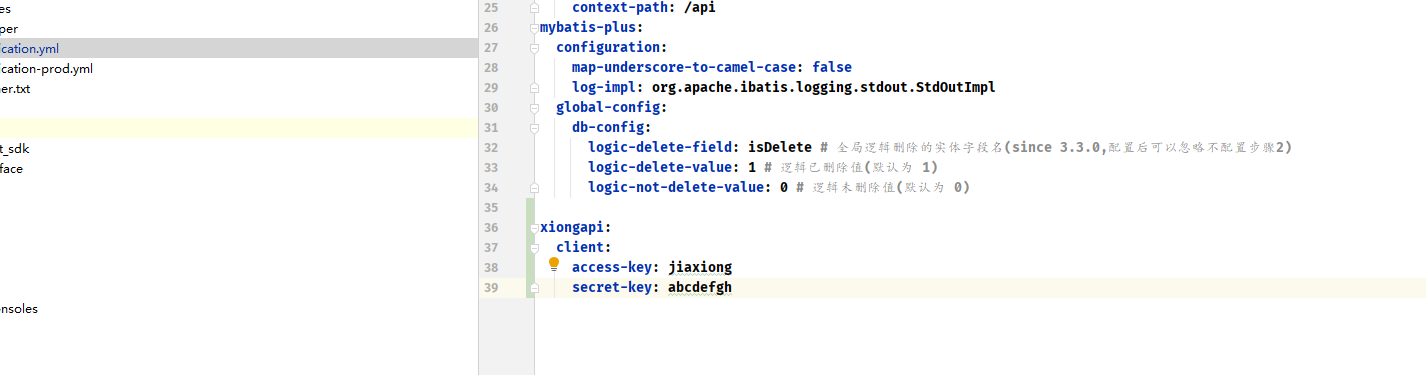 es
per
ication.yml
ication-prod.yml
er.txt
t_sdk
face
nsoles
25 context-path: /api
26 mybatis-plus:
27 configuration:
28 map-underscore-to-camel-case: false
29 log-impl: org.apache.ibatis.logging.stdout.StdOutImpl
30 global-config:
31 db-config:
32 logic-delete-field: isDelete # 全局逻辑删除的实体字段名(since 3.3.0,配置后可以忽略不配置步骤2)
33 logic-delete-value: 1 # 逻辑已删除值(默认为 1)
34 logic-not-delete-value: 0 # 逻辑未删除值(默认为 0)
35
36 xiongapi:
37 client:
38 access-key: jiaxiong
39 secret-key: abcdefgh